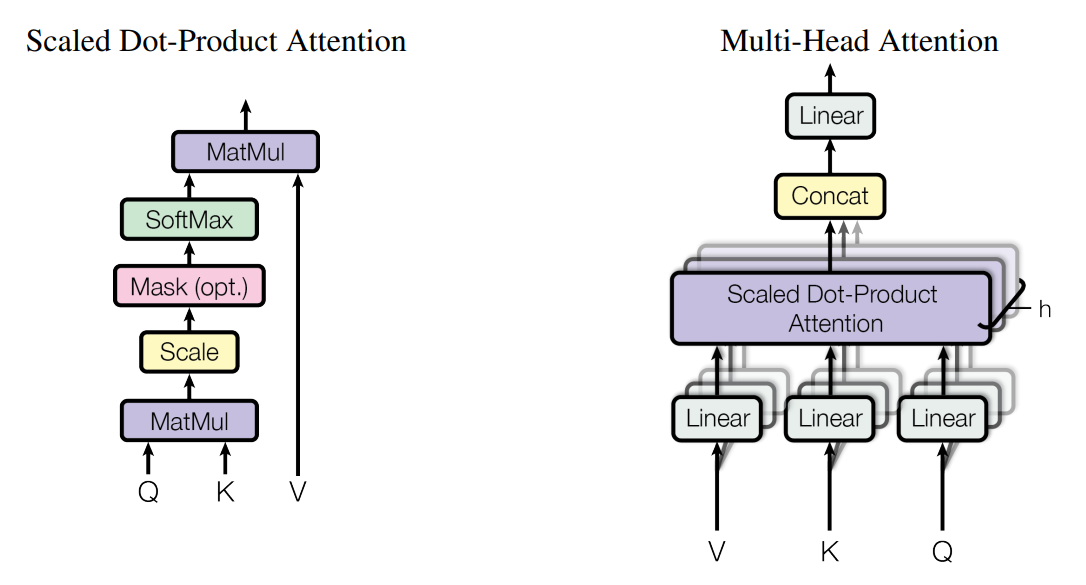 Scaled Dot-Product Attention
MatMul
SoftMax
Mask (opt.)
Scale
MatMul
Q K V
Multi-Head Attention
Linear
Concat
Scaled Dot-Product
Attention
h
Linear Linear Linear
V K Q